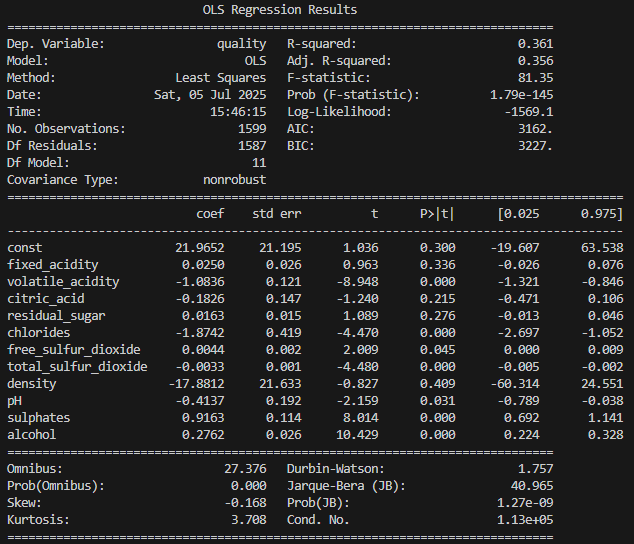 OLS Regression Results
==============================================================================
Dep. Variable:                quality   R-squared:                       0.361
Model:                            OLS   Adj. R-squared:                  0.356
Method:                 Least Squares   F-statistic:                     81.35
Date:                Sat, 05 Jul 2025   Prob (F-statistic):          1.79e-145
Time:                        15:46:15   Log-Likelihood:                -1569.1
No. Observations:                1599   AIC:                             3162.
Df Residuals:                    1587   BIC:                             3227.
Df Model:                          11
Covariance Type:            nonrobust
========================================================================================
                           coef    std err          t      P>|t|      [0.025      0.975]
----------------------------------------------------------------------------------------
const                   21.9652     21.195      1.036      0.300     -19.607      63.538
fixed_acidity            0.0250      0.026      0.963      0.336      -0.026       0.076
volatile_acidity        -1.0836      0.121     -8.948      0.000      -1.321      -0.846
citric_acid             -0.1826      0.147     -1.240      0.215      -0.471       0.106
residual_sugar           0.0163      0.015      1.089      0.276      -0.013       0.046
chlorides               -1.8742      0.419     -4.470      0.000      -2.697      -1.052
free_sulfur_dioxide      0.0044      0.002      2.009      0.045       0.000       0.009
total_sulfur_dioxide    -0.0033      0.001     -4.480      0.000      -0.005      -0.002
density                -17.8812     21.633     -0.827      0.409     -60.314      24.551
pH                      -0.4137      0.192     -2.159      0.031      -0.789      -0.038
sulphates                0.9163      0.114      8.014      0.000       0.692       1.141
alcohol                  0.2762      0.026     10.429      0.000       0.224       0.328
==============================================================================
Omnibus:                       27.376   Durbin-Watson:                   1.757
Prob(Omnibus):                  0.000   Jarque-Bera (JB):               40.965
Skew:                          -0.168   Prob(JB):                     1.27e-09
Kurtosis:                       3.708   Cond. No.                     1.13e+05
==============================================================================